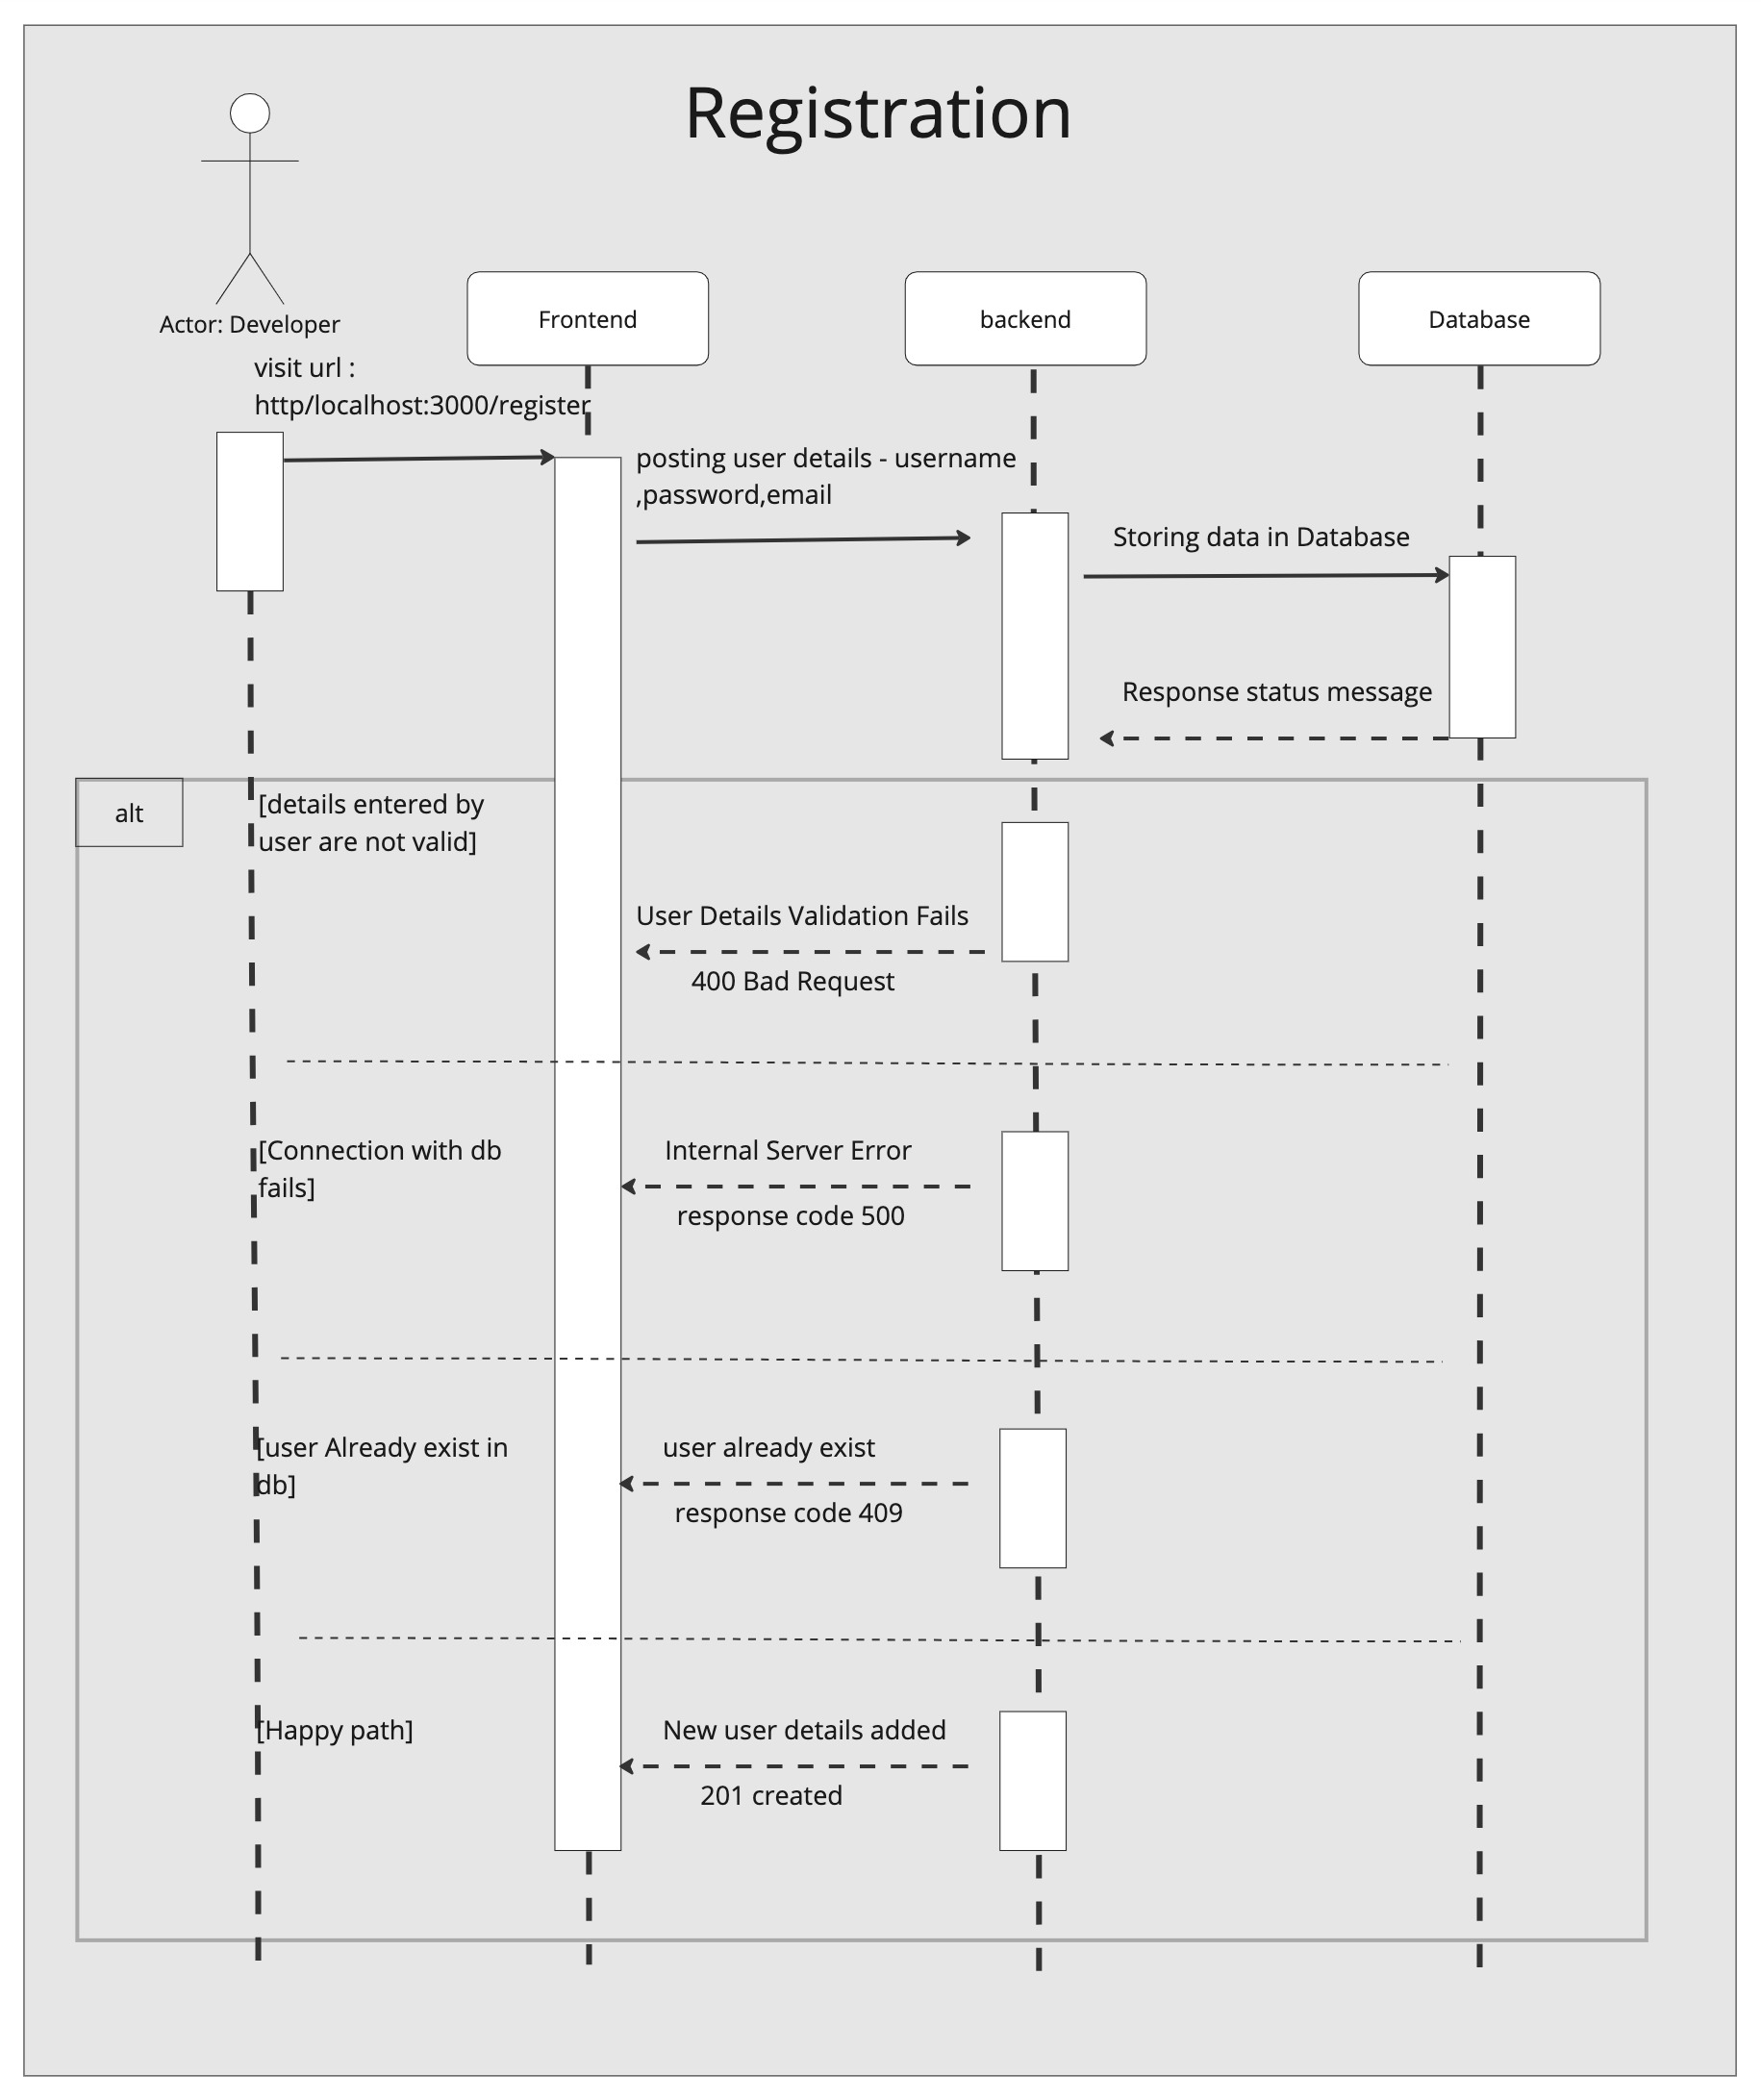 Registration
Actor: Developer
Frontend
backend
Database
visit url :
http/localhost:3000/register
posting user details - username
,password,email
Storing data in Database
Response status message
alt
[details entered by
user are not valid]
User Details Validation Fails
400 Bad Request
[Connection with db
fails]
Internal Server Error
response code 500
[user Already exist in
db]
user already exist
response code 409
[Happy path]
New user details added
201 created